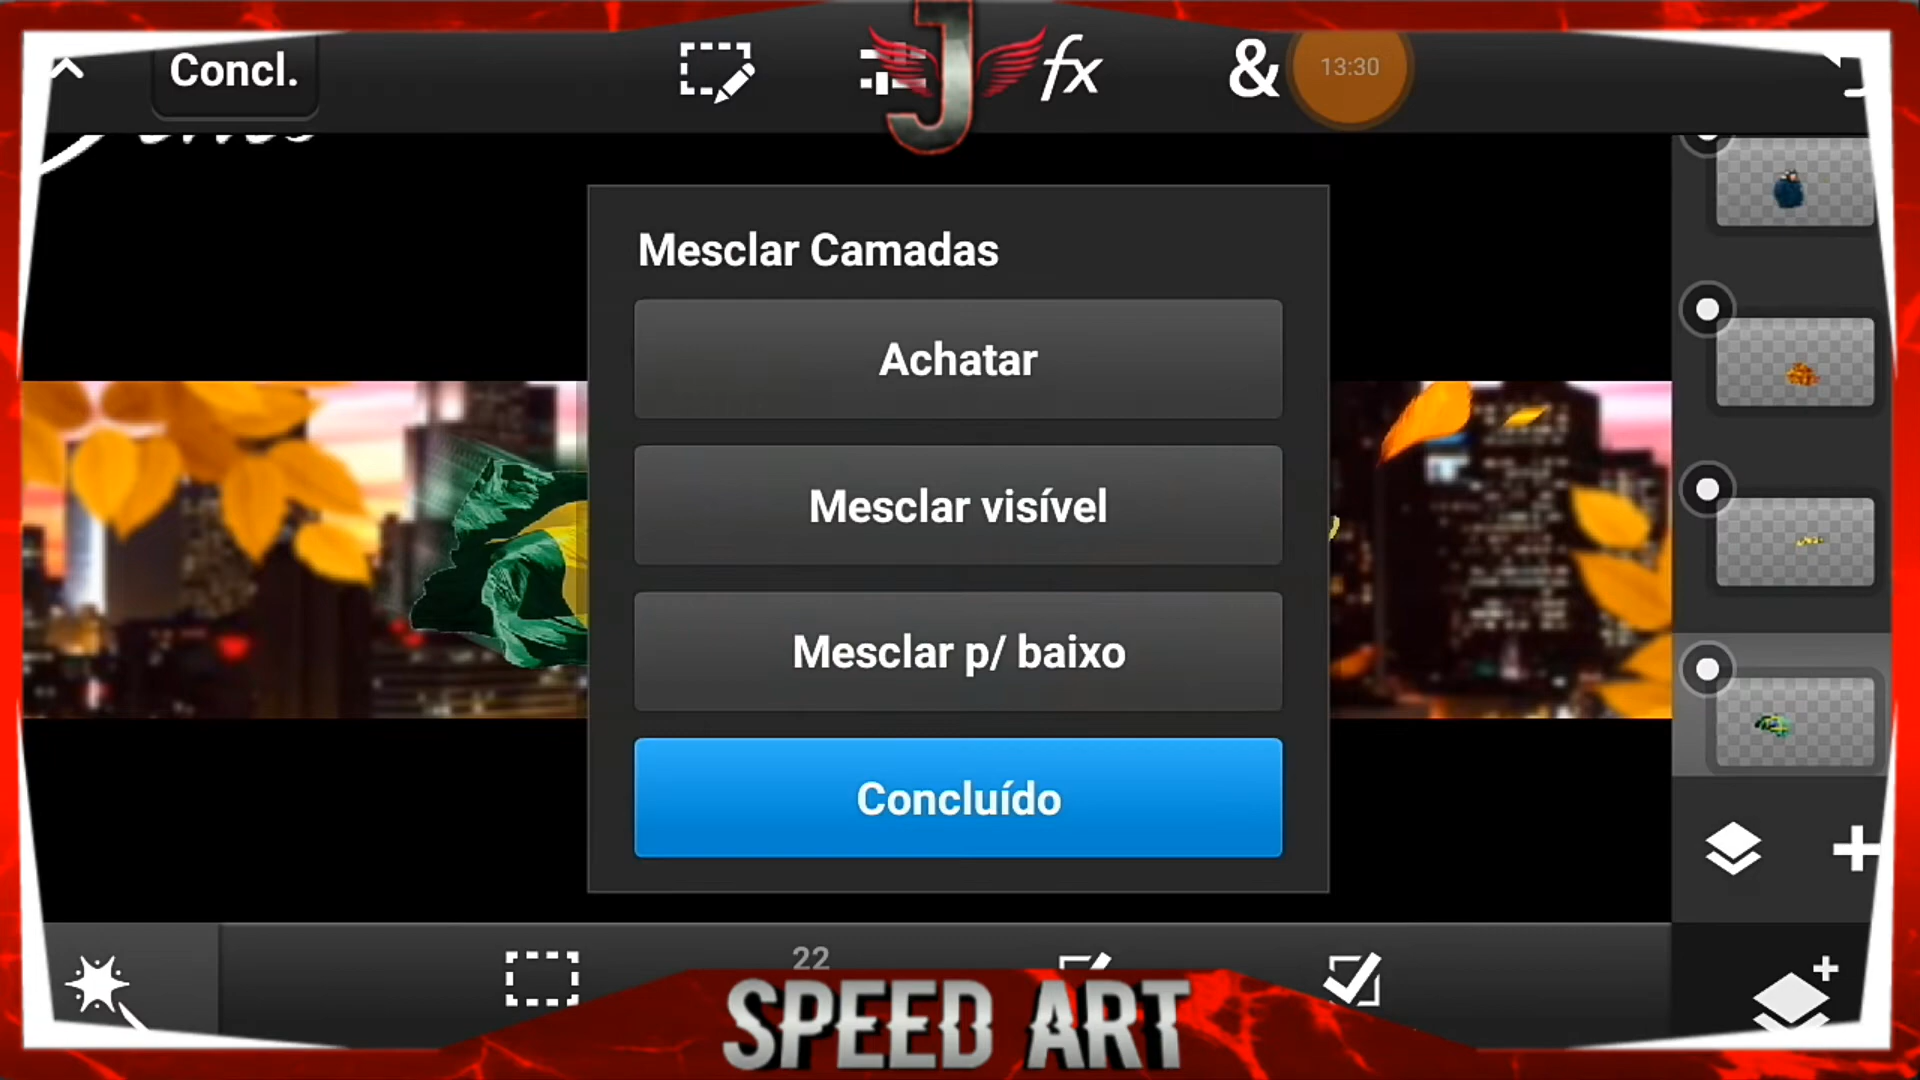 Concl.
J
fx
&
13:30
Mesclar Camadas
Achatar
Mesclar visível
Mesclar p/ baixo
Concluído
22
SPEED ART